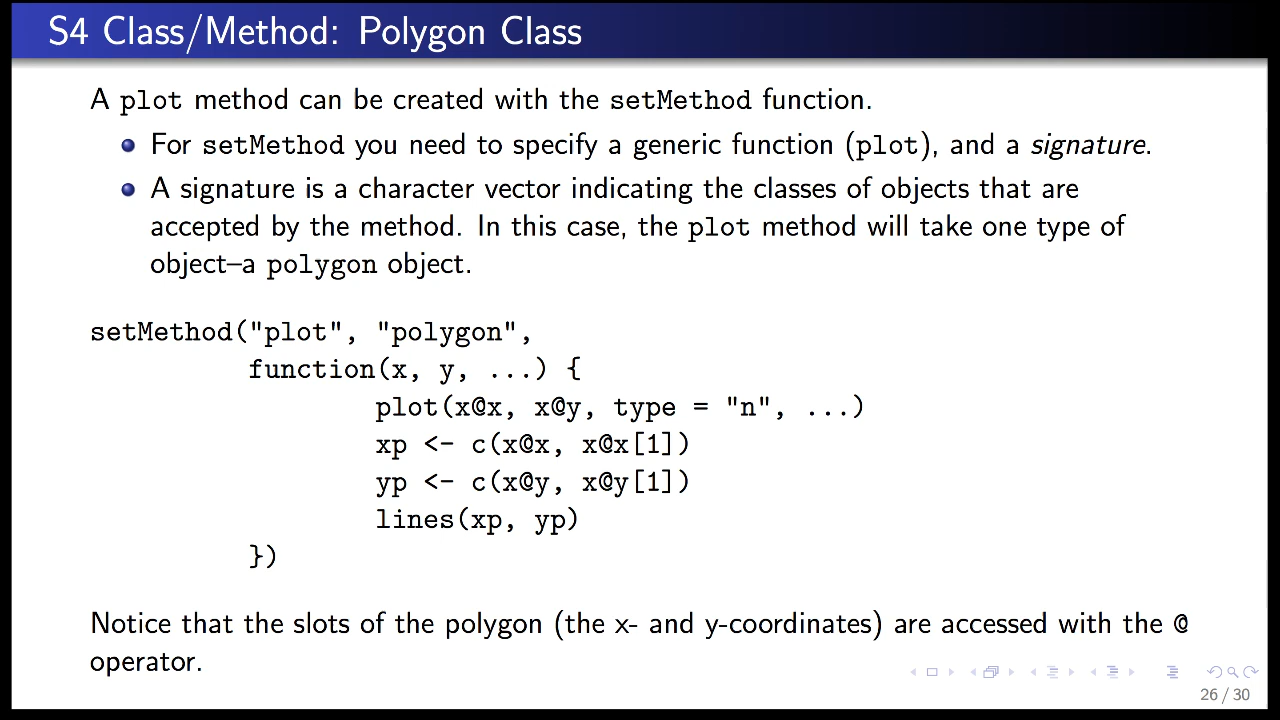 S4 Class/Method: Polygon Class
A plot method can be created with the setMethod function.
For setMethod you need to specify a generic function (plot), and a signature.
A signature is a character vector indicating the classes of objects that are
accepted by the method. In this case, the plot method will take one type of
object–a polygon object.
setMethod("plot", "polygon",
function(x, y, ...) {
plot(x@x, x@y, type = "n", ...)
xp <- c(x@x, x@x[1])
yp <- c(x@y, x@y[1])
lines(xp, yp)
})
Notice that the slots of the polygon (the x- and y-coordinates) are accessed with the @
operator.
26 / 30